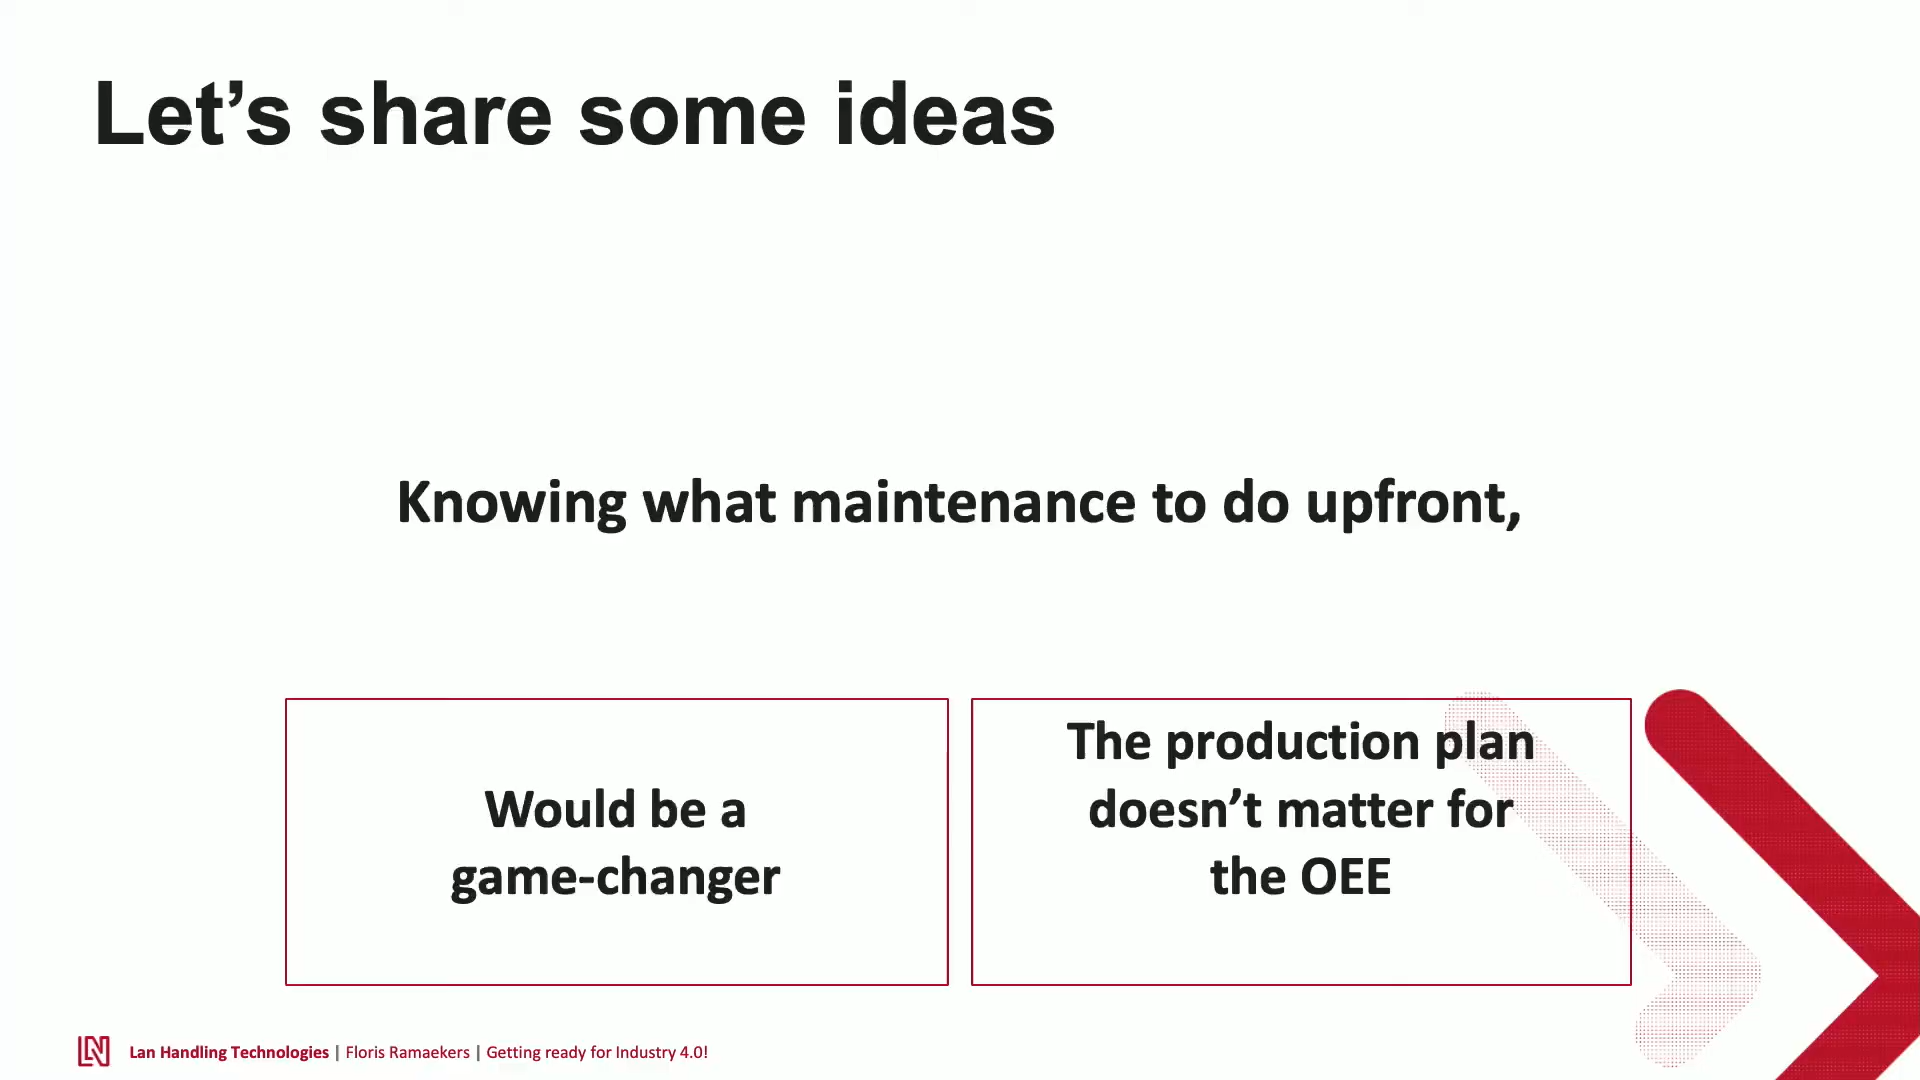 Let’s share some ideas
Knowing what maintenance to do upfront,
Would be a
game-changer
The production plan
doesn’t matter for
the OEE
LN Lan Handling Technologies | Floris Ramaekers | Getting ready for Industry 4.0!